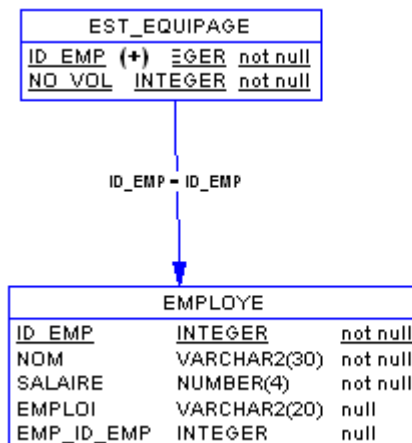 EST_EQUIPAGE
ID_EMP (+) EGER not null
NO_VOL INTEGER not null
ID_EMP = ID_EMP
EMPLOYE
ID_EMP INTEGER not null
NOM VARCHAR2(30) not null
SALAIRE NUMBER(4) not null
EMPLOI VARCHAR2(20) null
EMP_ID_EMP INTEGER null